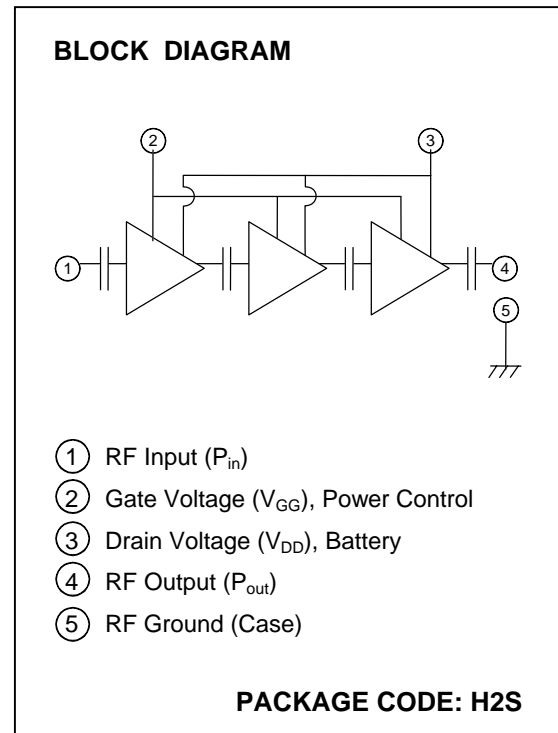 BLOCK DIAGRAM
2 3
1 4
5
1 RF Input (Pin)
2 Gate Voltage (VGG), Power Control
3 Drain Voltage (VDD), Battery
4 RF Output (Pout)
5 RF Ground (Case)
PACKAGE CODE: H2S